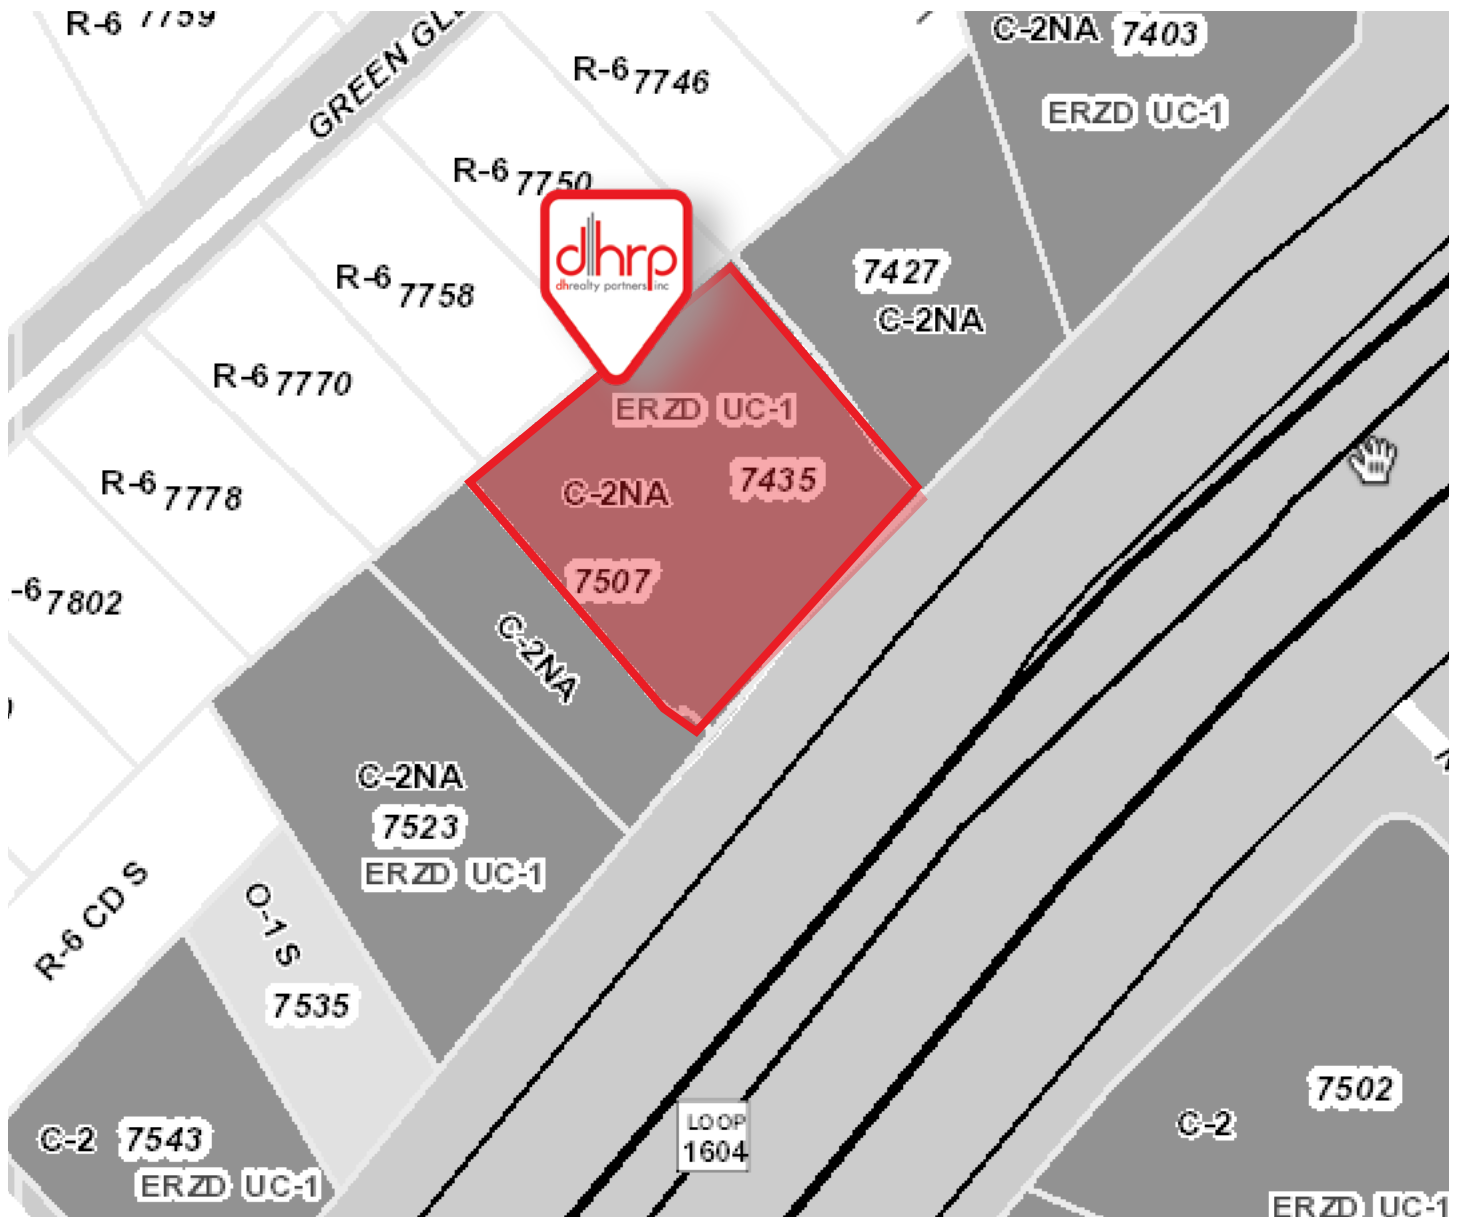 R-6 7759
GREEN GL
R-6 7746
C-2NA 7403
ERZD UC-1
R-6 7750
dhrp
dhrealty partners, inc
7427
C-2NA
R-6 7758
R-6 7770
ERZD UC-1
7435
C-2NA
R-6 7778
7507
-6 7802
C-2NA
C-2NA
7523
ERZD UC-1
R-6 CD S
O-1 S
7535
C-2 7543
ERZD UC-1
LOOP
1604
7502
C-2
ERZD UC-1